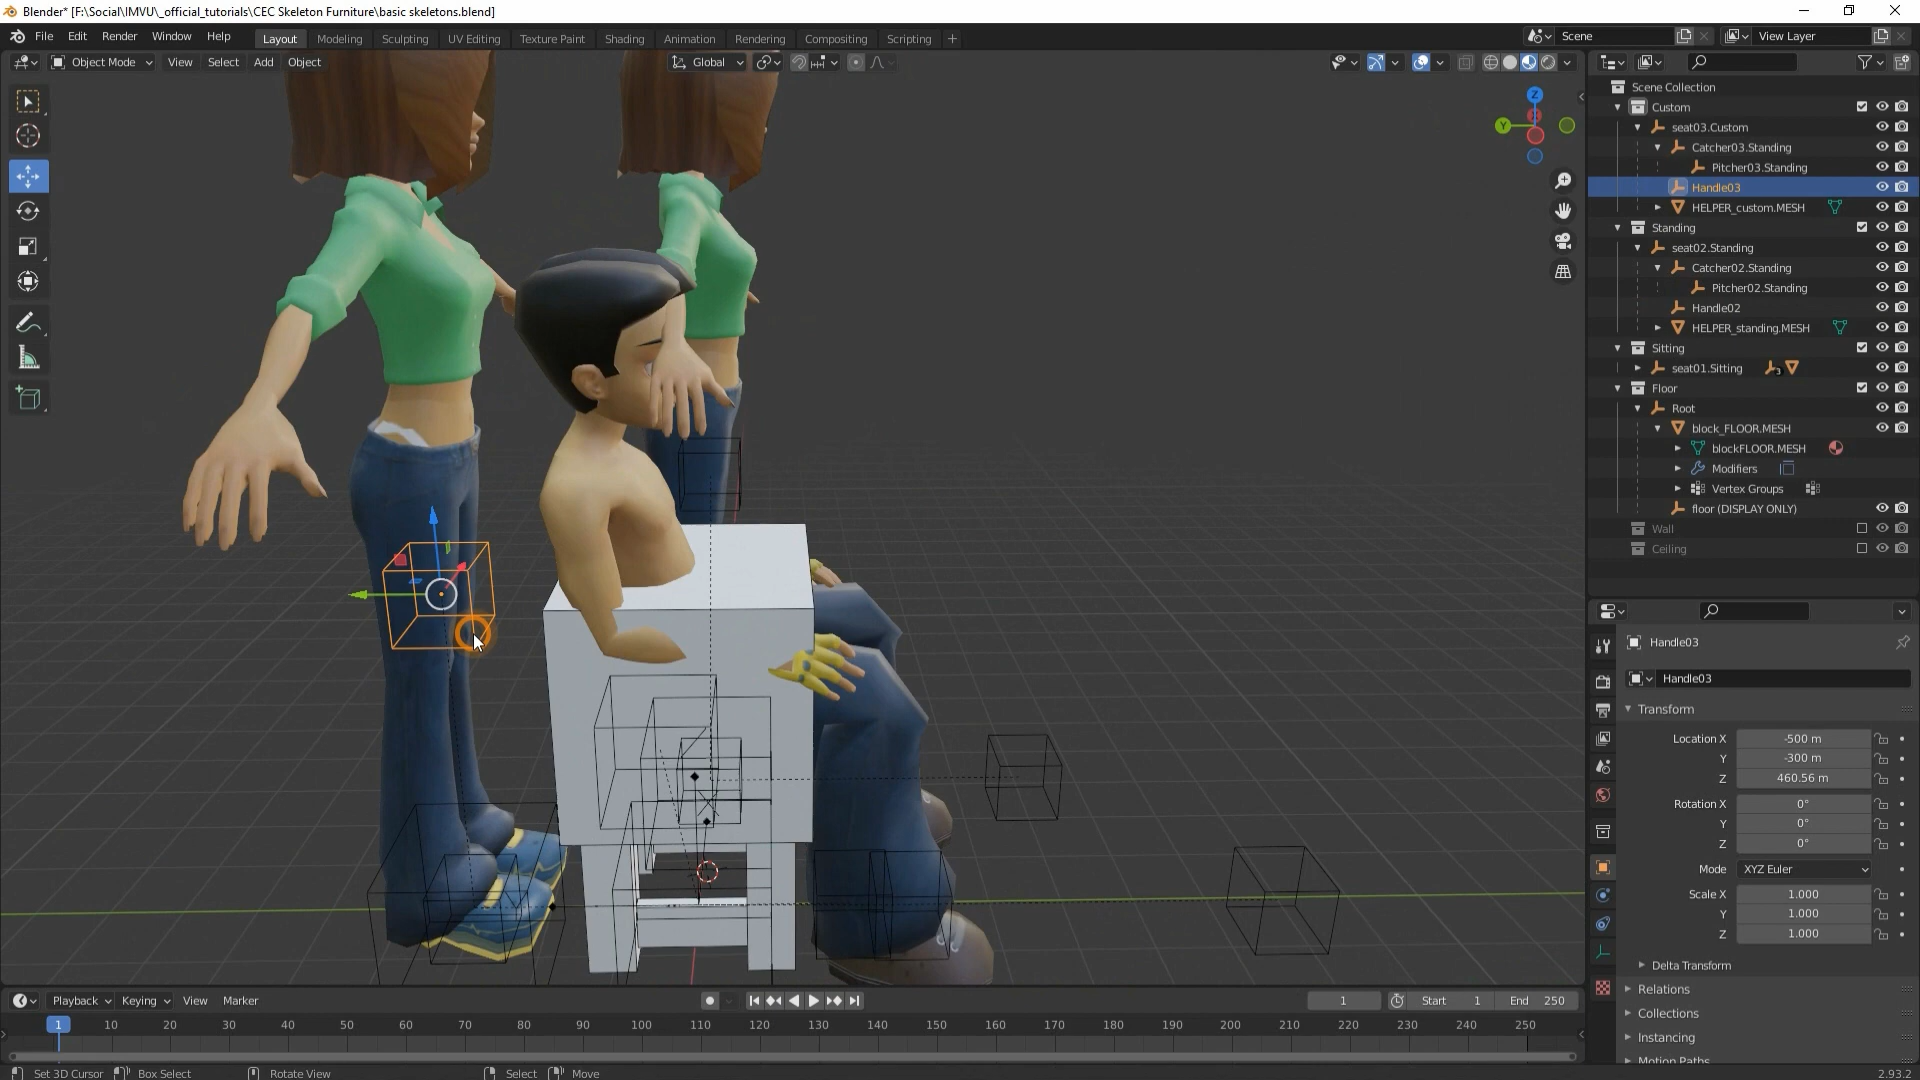 Blender* [F:\Social\IMVU\_official_tutorials\CEC Skeleton Furniture\basic skeletons.blend]
File Edit Render Window Help
Layout Modeling Sculpting UV Editing Texture Paint Shading Animation Rendering Compositing Scripting +
Scene
View Layer
Object Mode View Select Add Object
Global
Z
Y
Scene Collection
Custom
seat03.Custom
Catcher03.Standing
Pitcher03.Standing
Handle03
HELPER_custom.MESH
Standing
seat02.Standing
Catcher02.Standing
Pitcher02.Standing
Handle02
HELPER_standing.MESH
Sitting
seat01.Sitting 3
Floor
Root
block_FLOOR.MESH
blockFLOOR.MESH
Modifiers
Vertex Groups
floor (DISPLAY ONLY)
Wall
Ceiling
Handle03
Handle03
Transform
Location X -500 m
Y -300 m
Z 460.56 m
Rotation X 0°
Y 0°
Z 0°
Mode XYZ Euler
Scale X 1.000
Y 1.000
Z 1.000
Delta Transform
Relations
Collections
Instancing
Motion Paths
Playback Keying View Marker
1 Start 1 End 250
1 10 20 30 40 50 60 70 80 90 100 110 120 130 140 150 160 170 180 190 200 210 220 230 240 250
Set 3D Cursor Box Select Rotate View Select Move
2.93.2